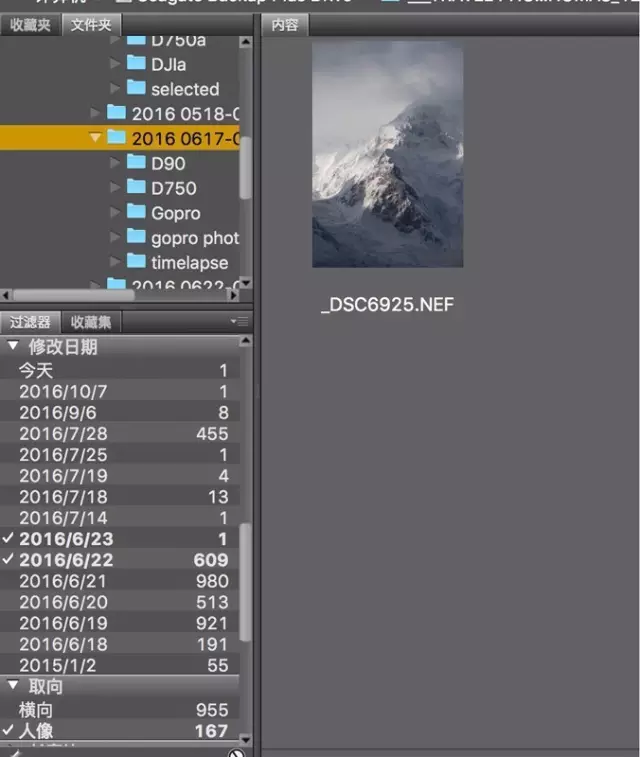 Seagate Backup Plus Drive
收藏夹 文件夹
内容
D750a
DJIa
selected
2016 0518-0
2016 0617-0
D90
D750
Gopro
gopro phot
timelapse
2016 0622-0
_DSC6925.NEF
过滤器 收藏集
修改日期
今天 1
2016/10/7 1
2016/9/6 8
2016/7/28 455
2016/7/25 1
2016/7/19 4
2016/7/18 13
2016/7/14 1
2016/6/23 1
2016/6/22 609
2016/6/21 980
2016/6/20 513
2016/6/19 921
2016/6/18 191
2015/1/2 55
取向
横向 955
人像 167